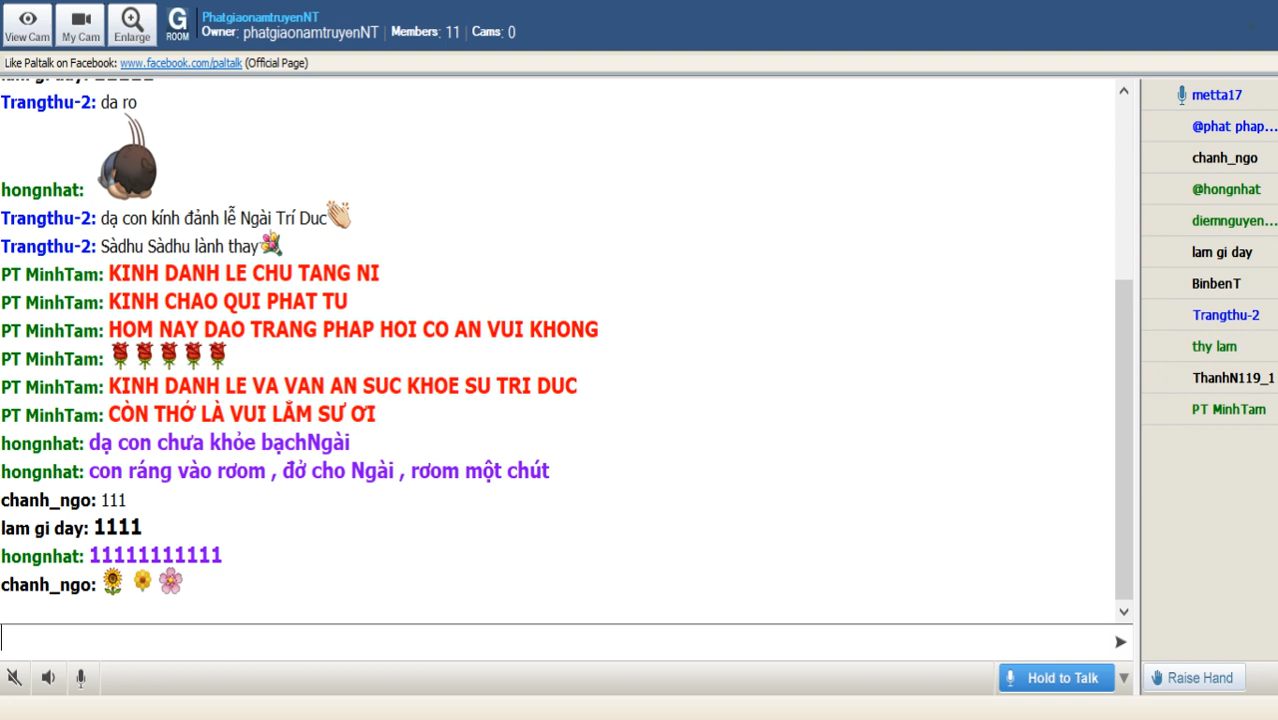 View Cam
My Cam
Enlarge
G
ROOM
PhatgiaonamtruyenNT
Owner: phatgiaonamtruyenNT Members: 11 Cams: 0
Like Paltalk on Facebook: www.facebook.com/paltalk (Official Page)
Trangthu-2: da ro
hongnhat:
Trangthu-2: dạ con kính đảnh lễ Ngài Trí Duc
Trangthu-2: Sàdhu Sàdhu lành thay
PT MinhTam: KINH DANH LE CHU TANG NI
PT MinhTam: KINH CHAO QUI PHAT TU
PT MinhTam: HOM NAY DAO TRANG PHAP HOI CO AN VUI KHONG
PT MinhTam:
PT MinhTam: KINH DANH LE VA VAN AN SUC KHOE SU TRI DUC
PT MinhTam: CÒN THỚ LÀ VUI LẮM SƯ ƠI
hongnhat: dạ con chưa khỏe bạchNgài
hongnhat: con ráng vào rơom , đở cho Ngài , rơom một chút
chanh_ngo: 111
lam gi day: 1111
hongnhat: 11111111111
chanh_ngo:
metta17
@phat phap...
chanh_ngo
@hongnhat
diemnguyen...
lam gi day
BinbenT
Trangthu-2
thy lam
ThanhN119_1
PT MinhTam
Hold to Talk
Raise Hand